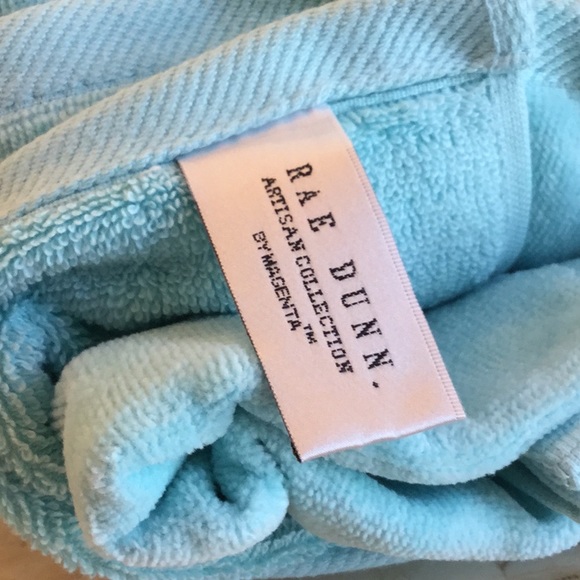 RAE DUNN.
ARTISAN COLLECTION
BY MAGENTA™